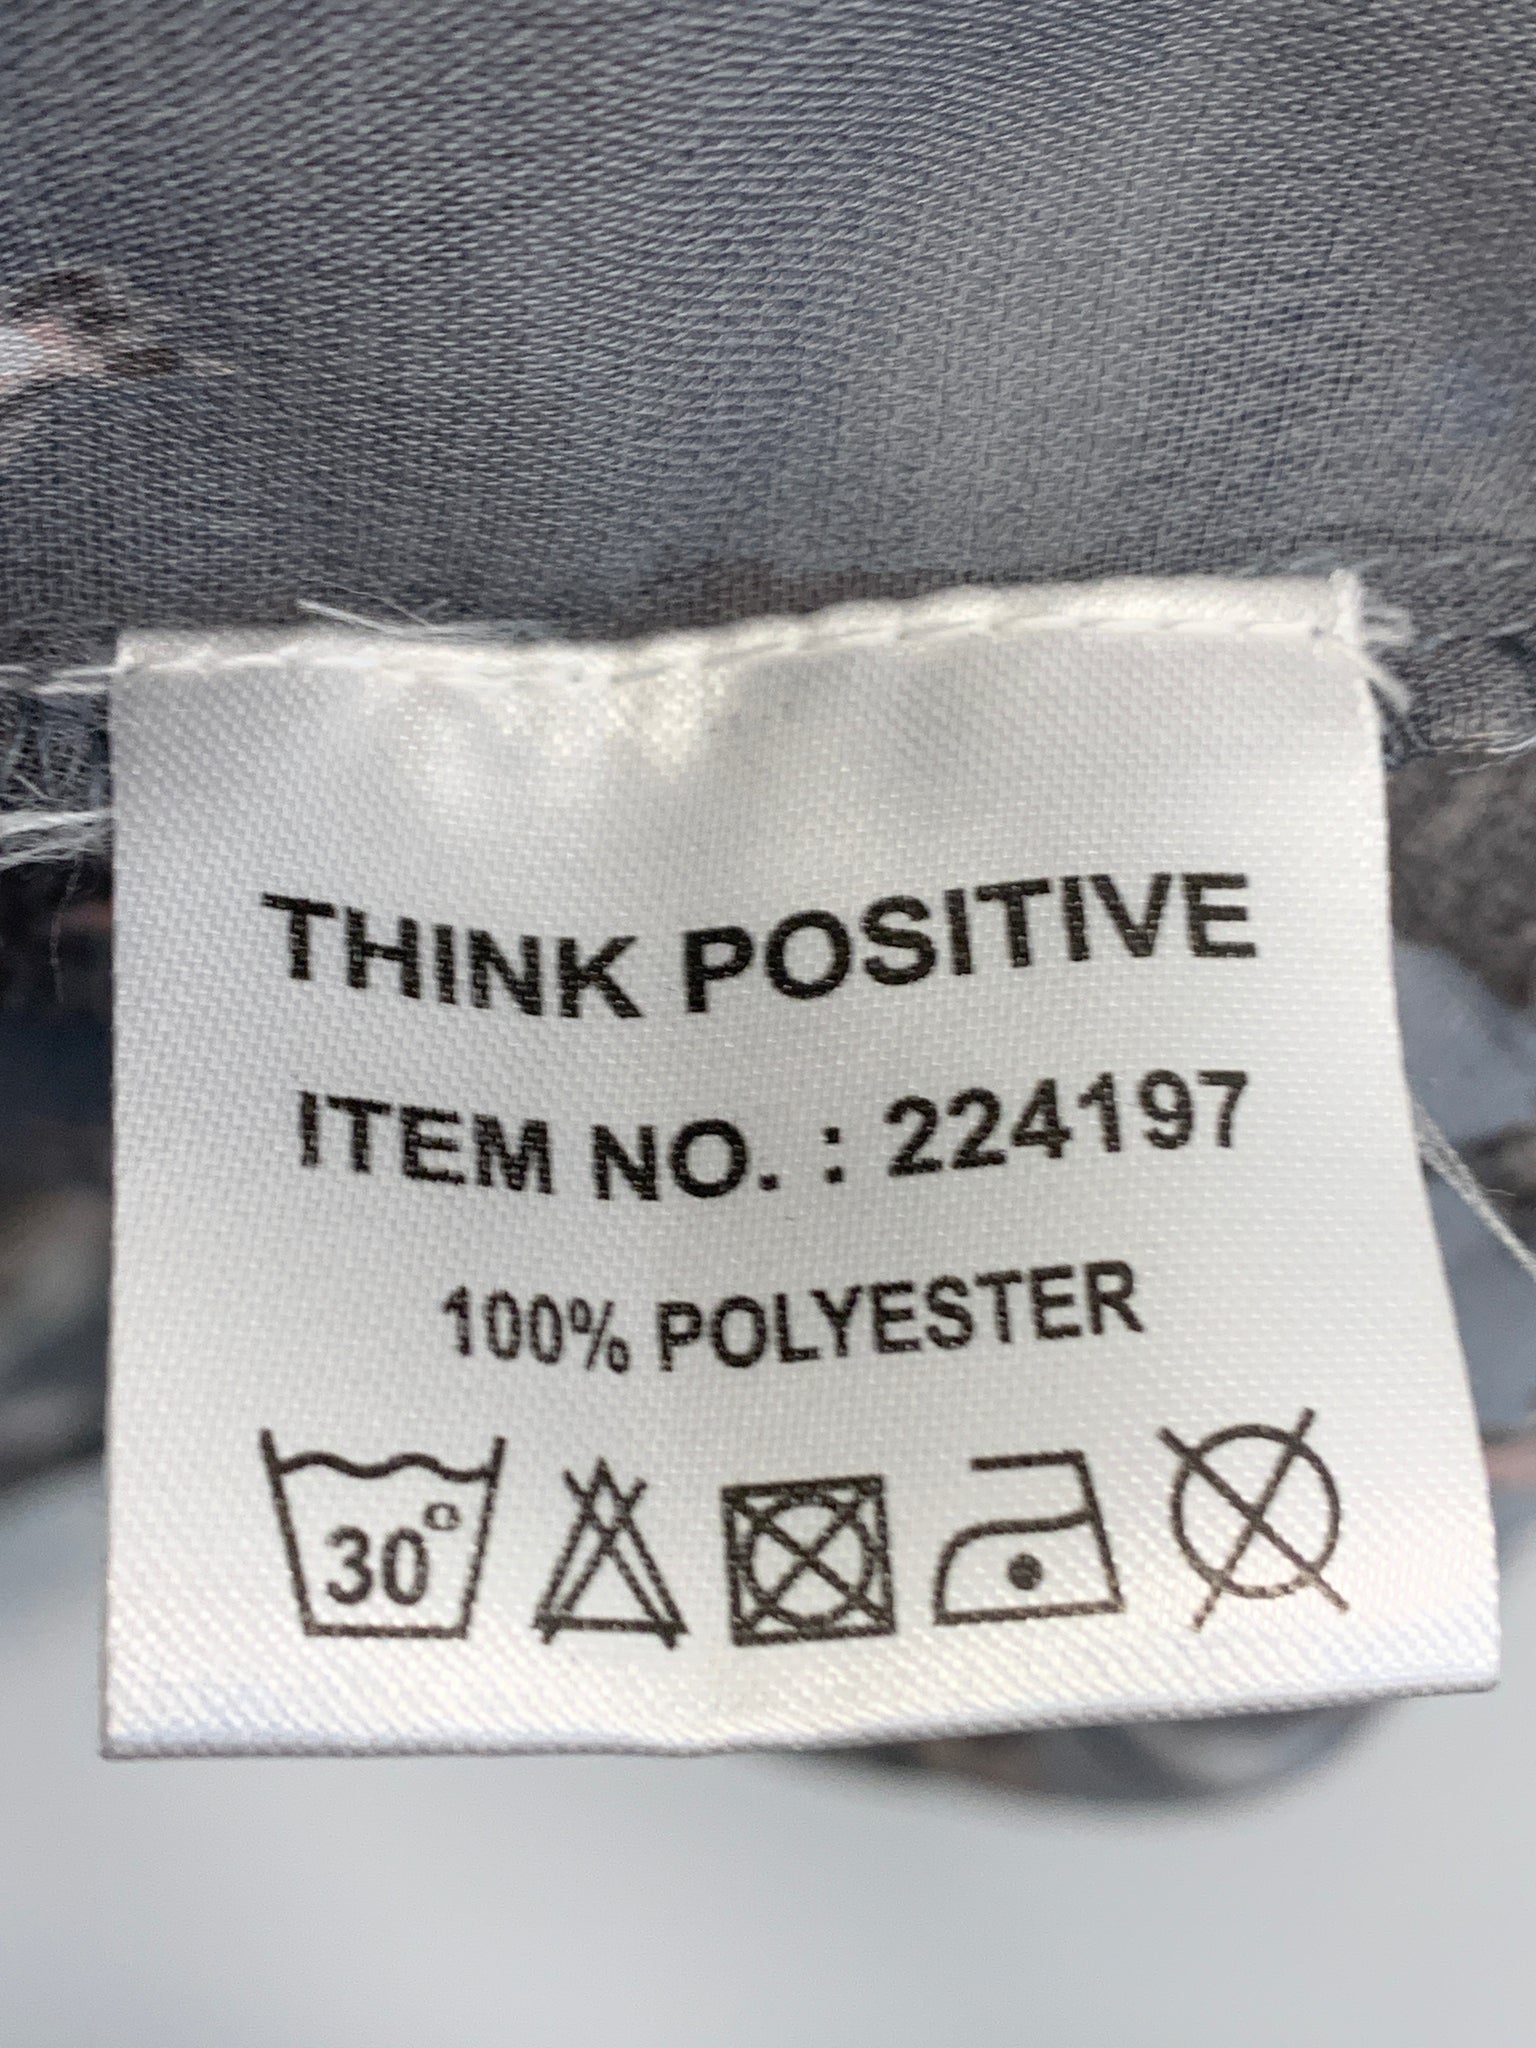 THINK POSITIVE
ITEM NO. : 224197
100% POLYESTER
30°